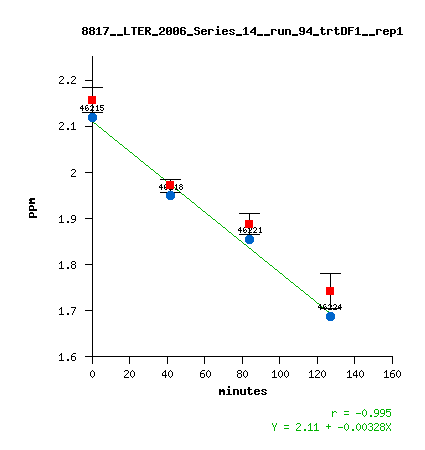 8817__LTER_2006_Series_14__run_94_trtDF1__rep1
2.2
46215
2.1
2
46218
1.9
46221
PPM
1.8
1.7
46224
1.6
0 20 40 60 80 100 120 140 160
minutes
r = -0.995
Y = 2.11 + -0.00328X